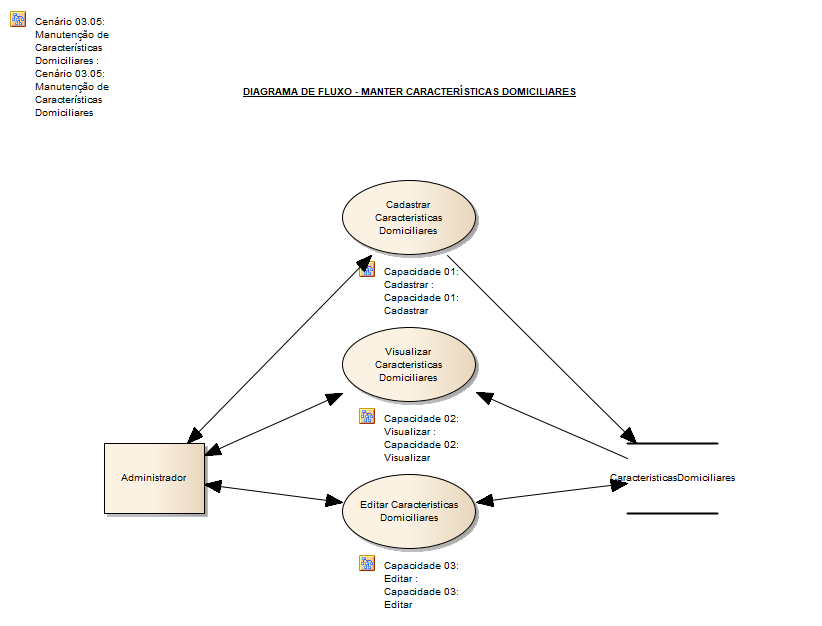 Cenário 03.05:
Manutenção de
Características
Domiciliares :
Cenário 03.05:
Manutenção de
Características
Domiciliares
DIAGRAMA DE FLUXO - MANTER CARACTERÍSTICAS DOMICILIARES
Cadastrar
Caracteristicas
Domiciliares
Capacidade 01:
Cadastrar :
Capacidade 01:
Cadastrar
Visualizar
Caracteristicas
Domiciliares
Capacidade 02:
Visualizar :
Capacidade 02:
Visualizar
Administrador
CaracteristicasDomiciliares
Editar Caracteristicas
Domiciliares
Capacidade 03:
Editar :
Capacidade 03:
Editar